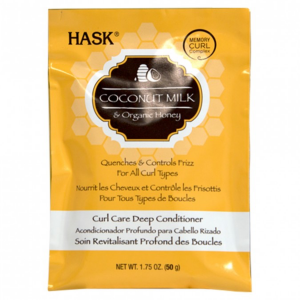 HASK®
MEMORY
CURL
COMPLEX
COCONUT MILK
& Organic Honey
Quenches & Controls Frizz
For All Curl Types
Nourrit les Cheveux et Contrôle les Frisottis
Pour Tous Types de Boucles
Curl Care Deep Conditioner
Acondicionador Profundo para Cabello Rizado
Soin Revitalisant Profond des Boucles
NET WT. 1.75 OZ. (50 g)